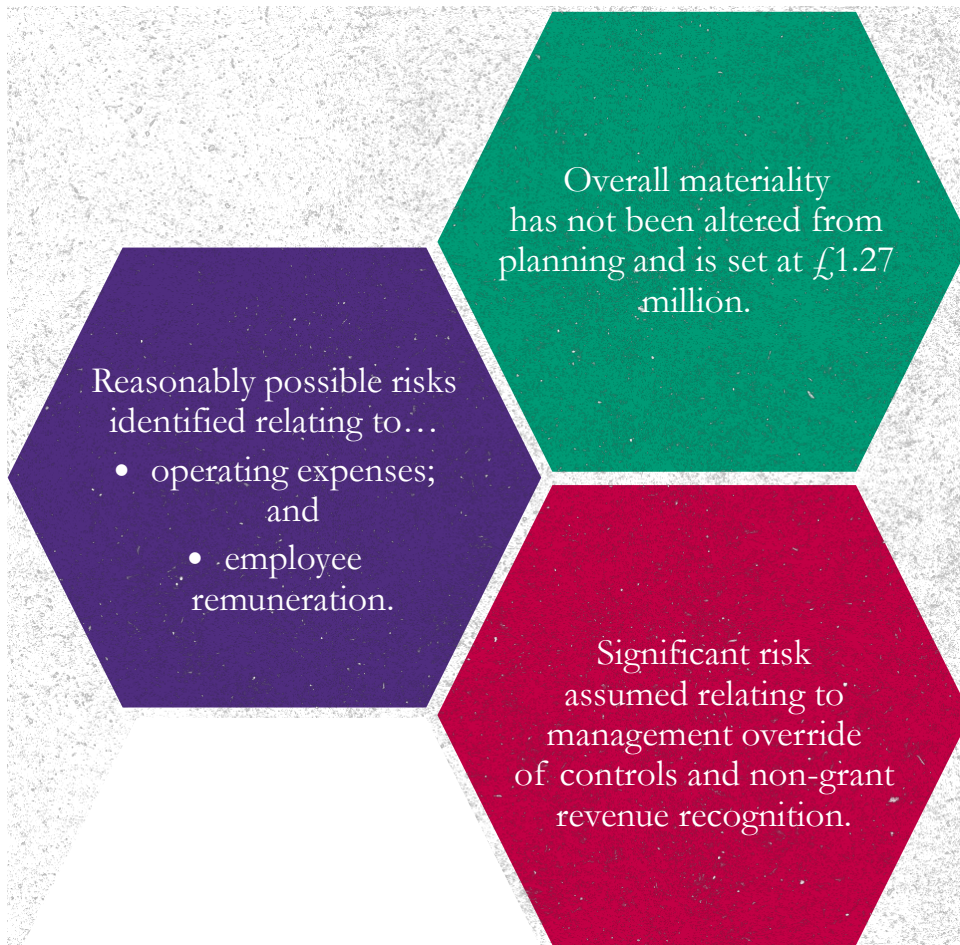 Overall materiality
has not been altered from
planning and is set at £1.27
million.
Reasonably possible risks
identified relating to…
• operating expenses;
and
• employee
remuneration.
Significant risk
assumed relating to
management override
of controls and non-grant
revenue recognition.